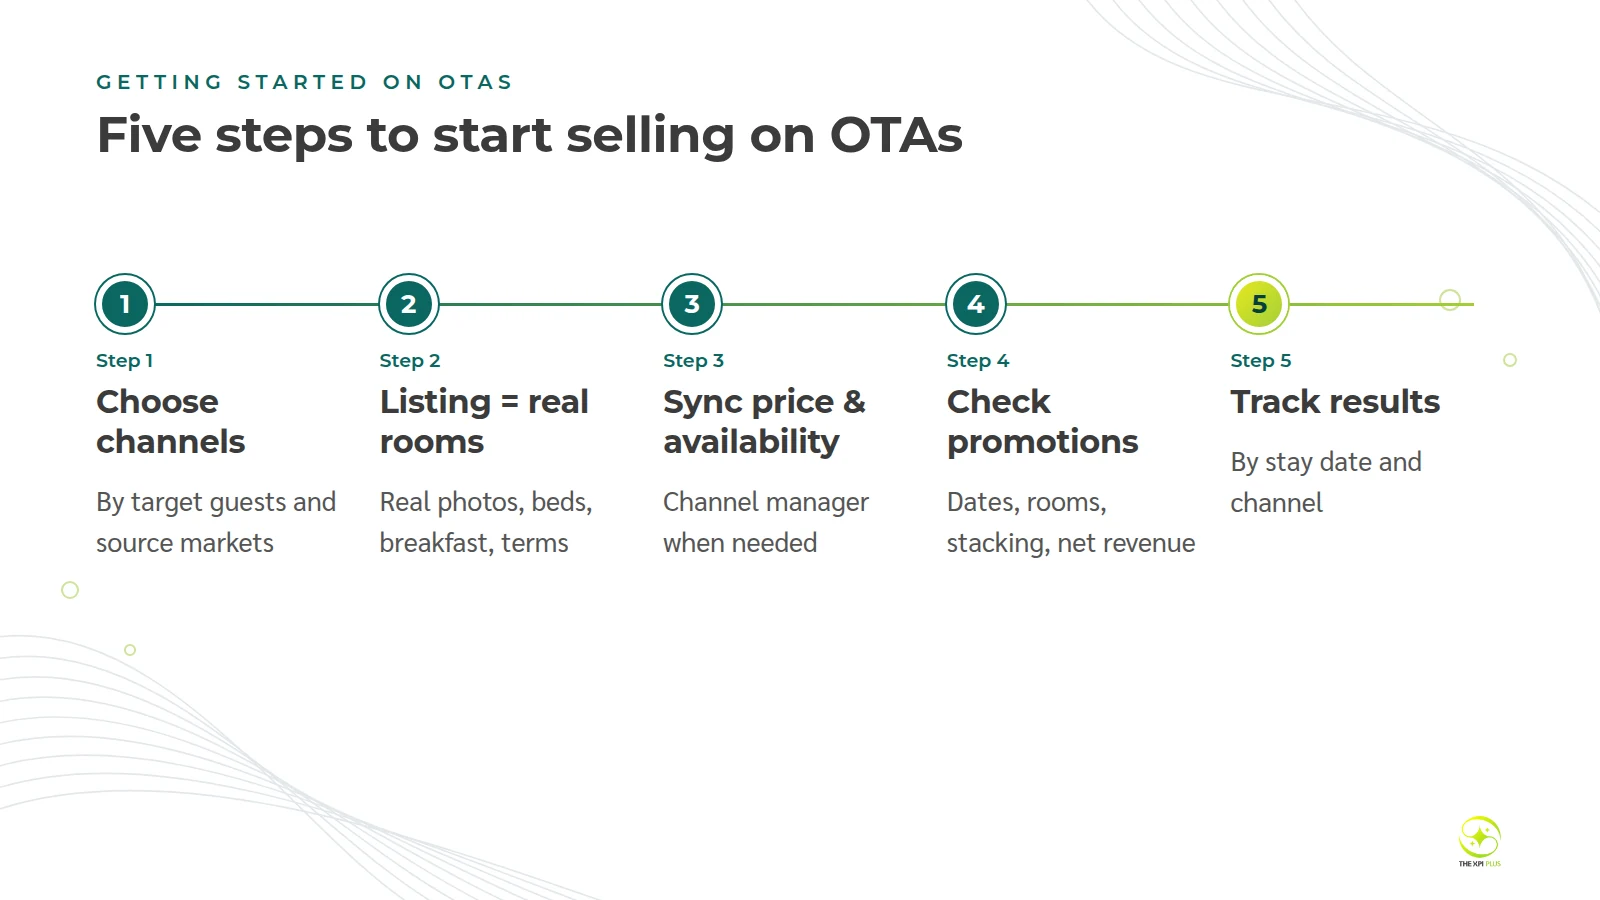 GETTING STARTED ON OTAS
Five steps to start selling on OTAs
1
Step 1
Choose
channels
By target guests and
source markets
2
Step 2
Listing = real
rooms
Real photos, beds,
breakfast, terms
3
Step 3
Sync price &
availability
Channel manager
when needed
4
Step 4
Check
promotions
Dates, rooms,
stacking, net revenue
5
Step 5
Track results
By stay date and
channel
THE XPI PLUS